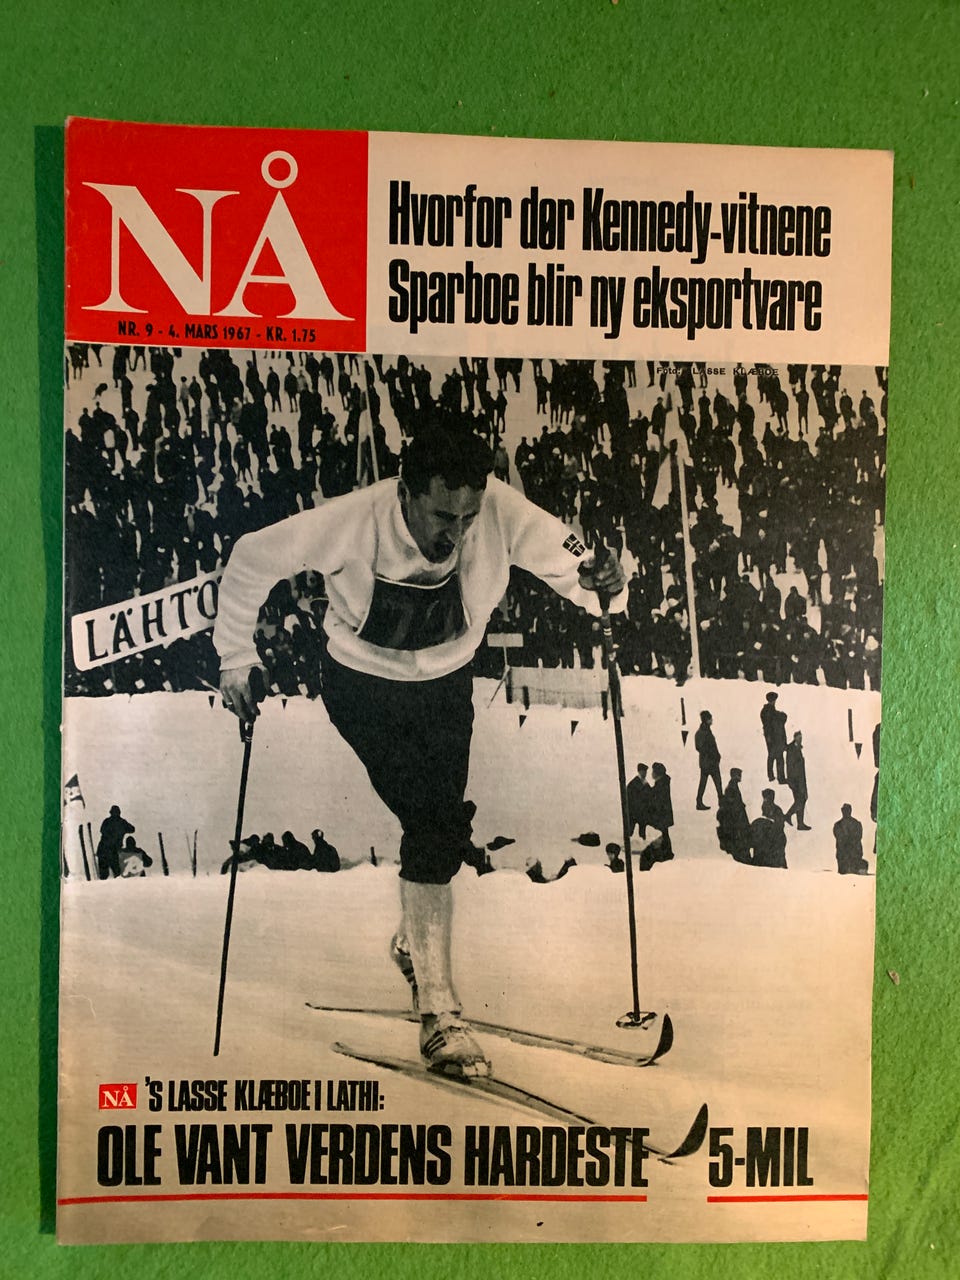 NÅ
NR. 9 - 4. MARS 1967 - KR. 1.75
Hvorfor dør Kennedy-vitnene
Sparboe blir ny eksportvare
Foto: LASSE KLÆBOE
LÄHTÖ
NÅ 'S LASSE KLÆBOE I LATHI:
OLE VANT VERDENS HARDESTE 5-MIL